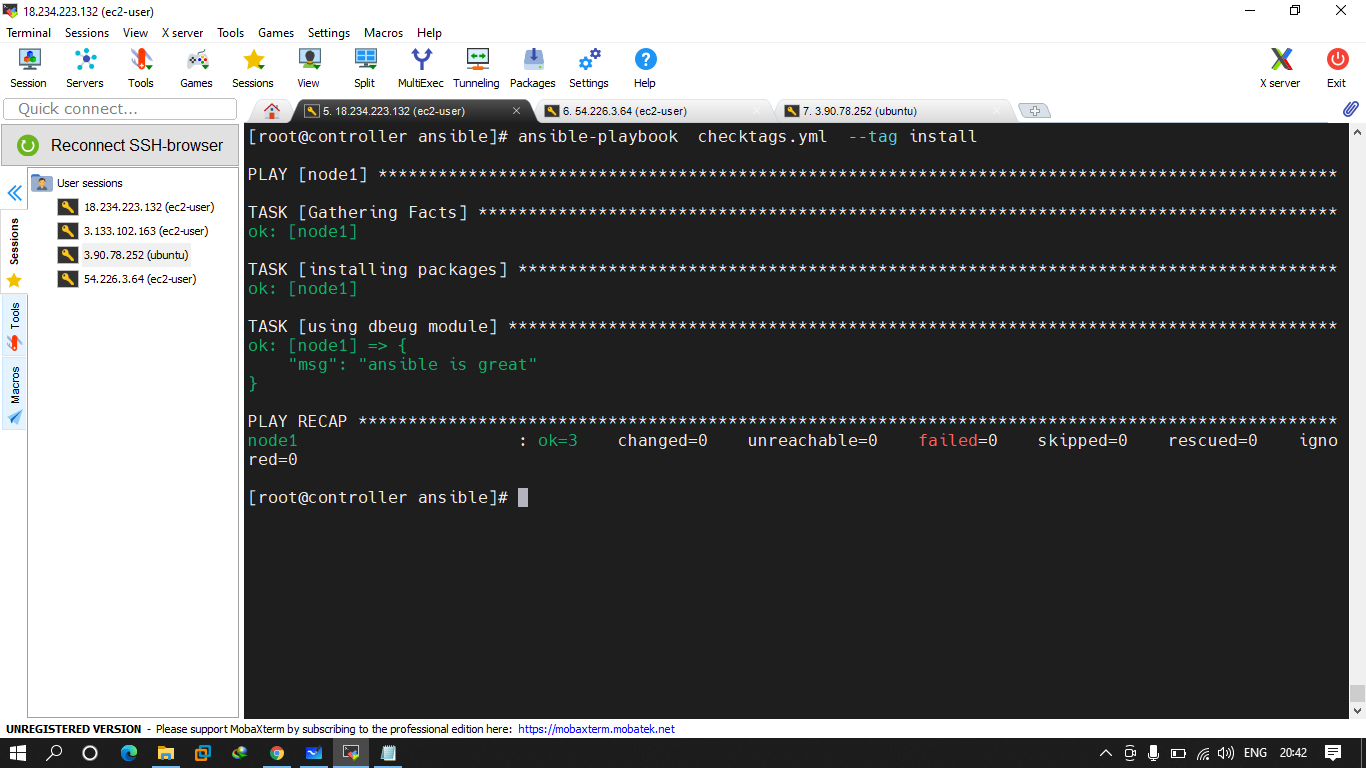 18.234.223.132 (ec2-user)
Terminal Sessions View X server Tools Games Settings Macros Help
Session Servers Tools Games Sessions View Split MultiExec Tunneling Packages Settings Help X server Exit
Quick connect...
5. 18.234.223.132 (ec2-user)
6. 54.226.3.64 (ec2-user)
7. 3.90.78.252 (ubuntu)
Reconnect SSH-browser
User sessions
18.234.223.132 (ec2-user)
3.133.102.163 (ec2-user)
3.90.78.252 (ubuntu)
54.226.3.64 (ec2-user)
Sessions
Tools
Macros
[root@controller ansible]# ansible-playbook  checktags.yml  --tag install
PLAY [node1] ************************************************************************************************
TASK [Gathering Facts] **************************************************************************************
ok: [node1]
TASK [installing packages] **********************************************************************************
ok: [node1]
TASK [using dbeug module] ***********************************************************************************
ok: [node1] => {
    "msg": "ansible is great"
}
PLAY RECAP **************************************************************************************************
node1                      : ok=3    changed=0    unreachable=0    failed=0    skipped=0    rescued=0    igno
red=0
[root@controller ansible]#
UNREGISTERED VERSION - Please support MobaXterm by subscribing to the professional edition here: https://mobaxterm.mobatek.net
ENG 20:42